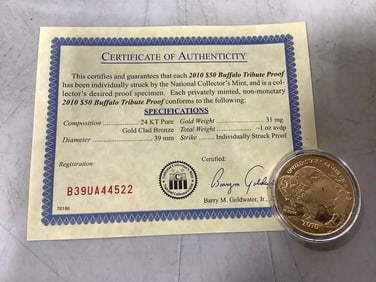 CERTIFICATE OF AUTHENTICITY
This certifies and guarantees that each 2010 $50 Buffalo Tribute Proof
has been individually struck by the National Collector's Mint, and is a col-
lector's desired proof specimen. Each privately minted, non-monetary
2010 $50 Buffalo Tribute Proof conforms to the following:
SPECIFICATIONS
Composition 24 KT Pure Gold Clad Bronze
Gold Weight 31 mg
Total Weight ~1 oz avdp
Diameter 39 mm
Strike Individually Struck Proof
Registration:
Certified:
B39UA44522
Barry M. Goldwater, Jr.,
78186
2010